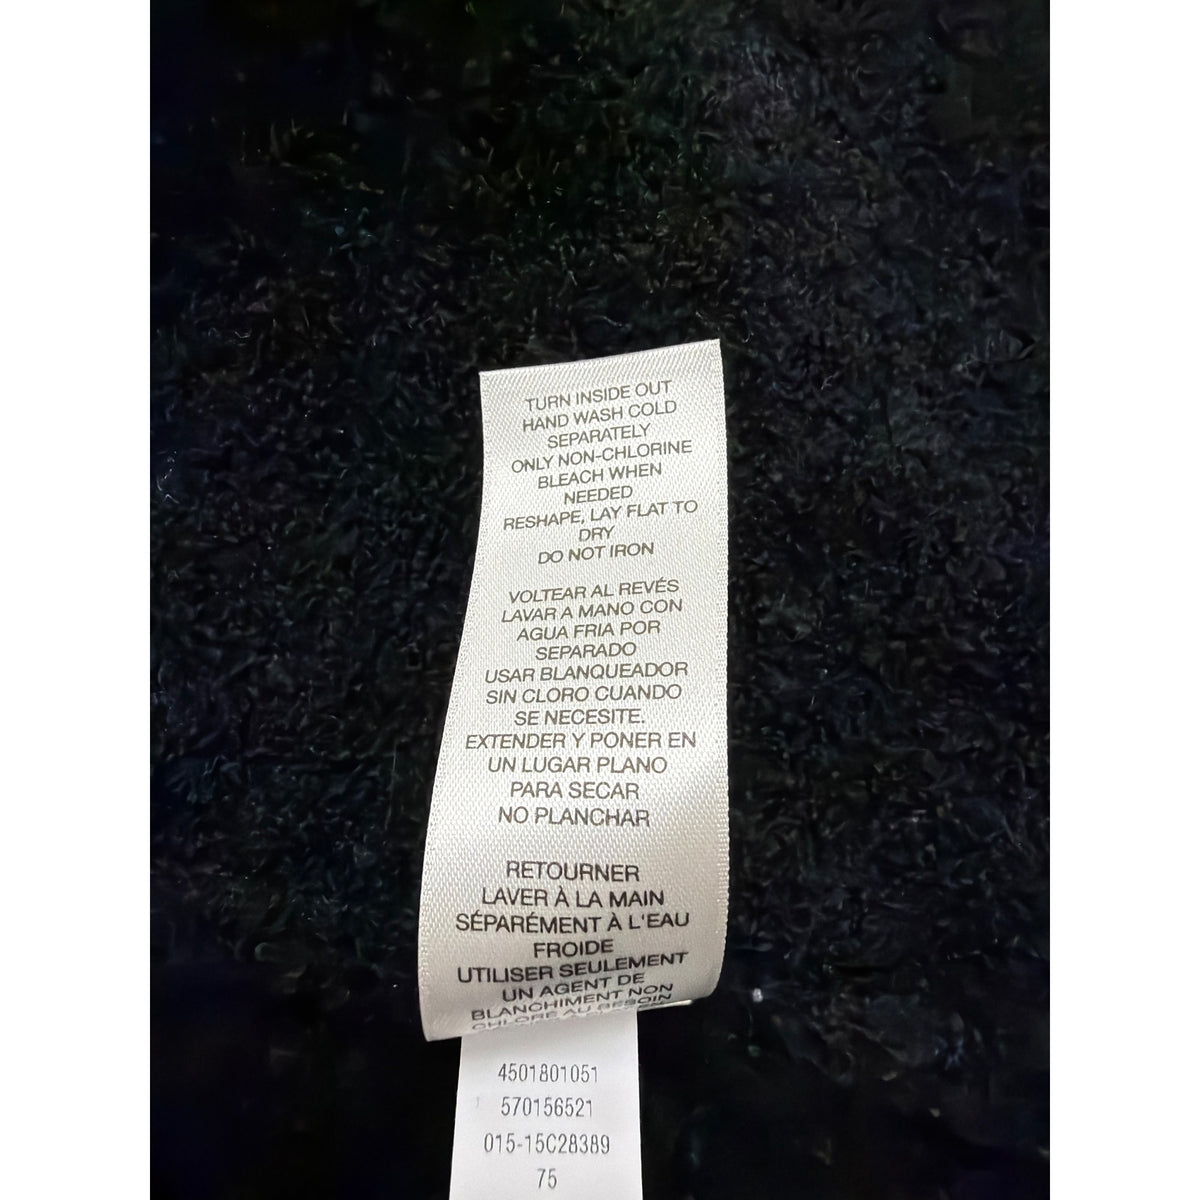 TURN INSIDE OUT
HAND WASH COLD
SEPARATELY
ONLY NON-CHLORINE
BLEACH WHEN
NEEDED
RESHAPE, LAY FLAT TO
DRY
DO NOT IRON
VOLTEAR AL REVÉS
LAVAR A MANO CON
AGUA FRIA POR
SEPARADO
USAR BLANQUEADOR
SIN CLORO CUANDO
SE NECESITE.
EXTENDER Y PONER EN
UN LUGAR PLANO
PARA SECAR
NO PLANCHAR
RETOURNER
LAVER À LA MAIN
SÉPARÉMENT À L'EAU
FROIDE
UTILISER SEULEMENT
UN AGENT DE
BLANCHIMENT NON
CHLORE AU BESOIN
4501801051
570156521
015-15C28389
75